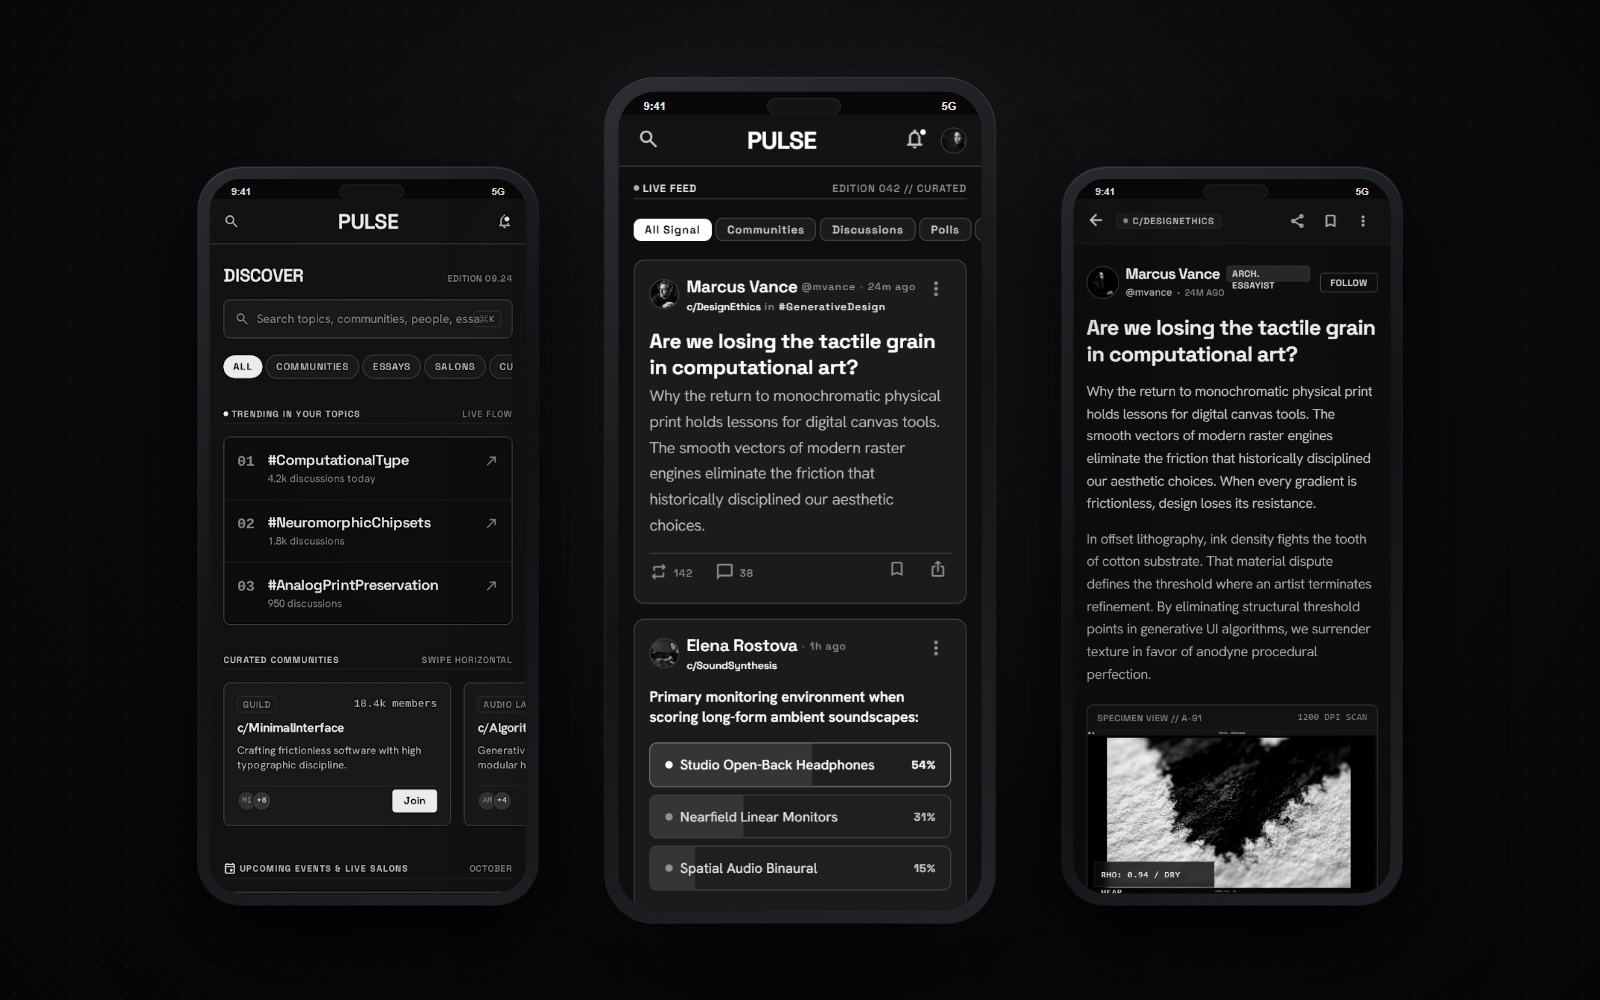 9:41
5G
PULSE
DISCOVER
EDITION 09.24
Search topics, communities, people, essa
⌘K
ALL
COMMUNITIES
ESSAYS
SALONS
CU
TRENDING IN YOUR TOPICS
LIVE FLOW
01
#ComputationalType
4.2k discussions today
02
#NeuromorphicChipsets
1.8k discussions
03
#AnalogPrintPreservation
950 discussions
CURATED COMMUNITIES
SWIPE HORIZONTAL
GUILD
18.4k members
c/MinimalInterface
Crafting frictionless software with high
typographic discipline.
MI
+8
Join
AUDIO LA
c/Algorit
Generativ
modular h
AM
+4
UPCOMING EVENTS & LIVE SALONS
OCTOBER
9:41
5G
PULSE
LIVE FEED
EDITION 042 // CURATED
All Signal
Communities
Discussions
Polls
Marcus Vance @mvance · 24m ago
c/DesignEthics in #GenerativeDesign
Are we losing the tactile grain
in computational art?
Why the return to monochromatic physical
print holds lessons for digital canvas tools.
The smooth vectors of modern raster
engines eliminate the friction that
historically disciplined our aesthetic
choices.
142
38
Elena Rostova · 1h ago
c/SoundSynthesis
Primary monitoring environment when
scoring long-form ambient soundscapes:
Studio Open-Back Headphones 54%
Nearfield Linear Monitors 31%
Spatial Audio Binaural 15%
9:41
5G
C/DESIGNETHICS
Marcus Vance
ARCH.
ESSAYIST
@mvance • 24M AGO
FOLLOW
Are we losing the tactile grain
in computational art?
Why the return to monochromatic physical print
holds lessons for digital canvas tools. The
smooth vectors of modern raster engines
eliminate the friction that historically disciplined
our aesthetic choices. When every gradient is
frictionless, design loses its resistance.
In offset lithography, ink density fights the tooth
of cotton substrate. That material dispute
defines the threshold where an artist terminates
refinement. By eliminating structural threshold
points in generative UI algorithms, we surrender
texture in favor of anodyne procedural
perfection.
SPECIMEN VIEW // A-91
1200 DPI SCAN
RHO: 0.94 / DRY